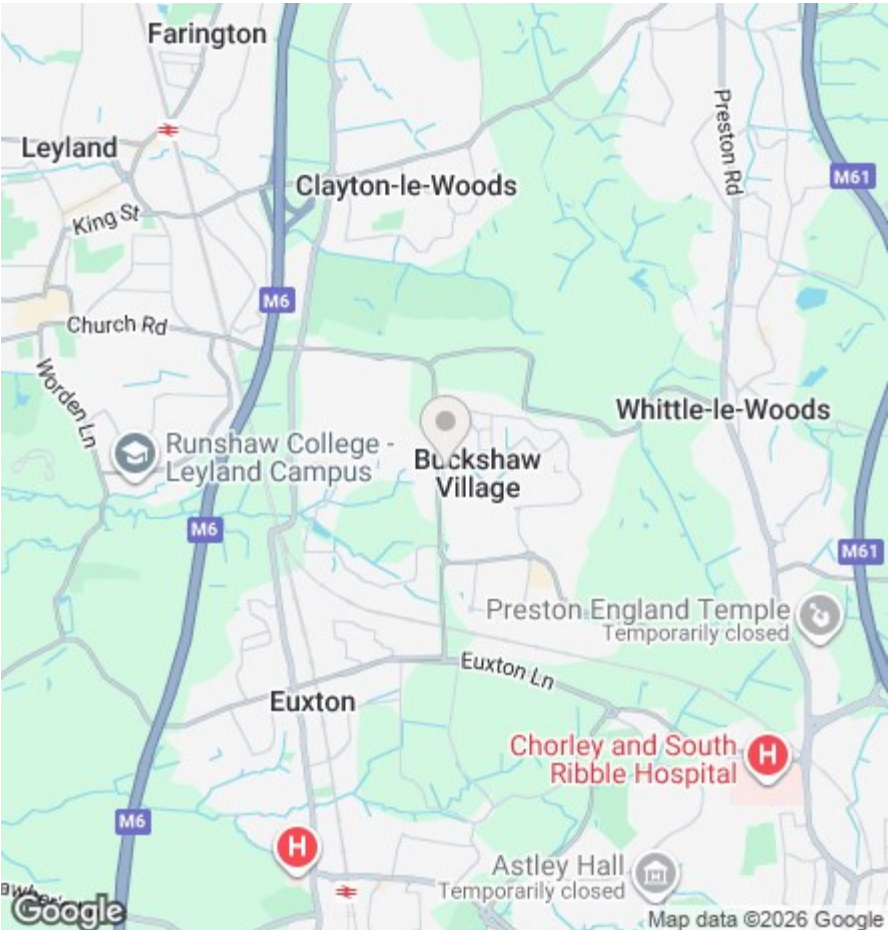 Farington
Leyland
Preston Rd
M61
Clayton-le-Woods
King St
M6
Church Rd
Worden Ln
Whittle-le-Woods
Runshaw College -
Leyland Campus
Buckshaw
Village
M6
M61
Preston England Temple
Temporarily closed
Euxton Ln
Euxton
Chorley and South
Ribble Hospital
H
M6
H
Astley Hall
Temporarily closed
Google
Map data ©2026 Google